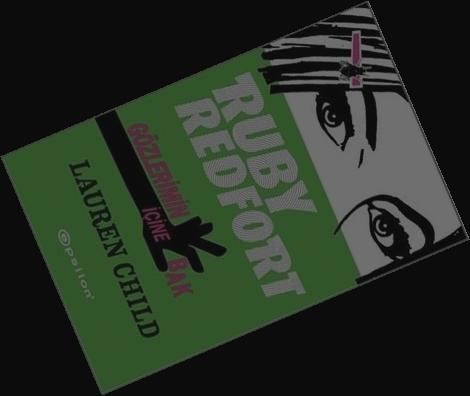 RUBY
REDFORT
GÖZLERİMİN
İÇİNE BAK
LAUREN CHILD
epsilon®